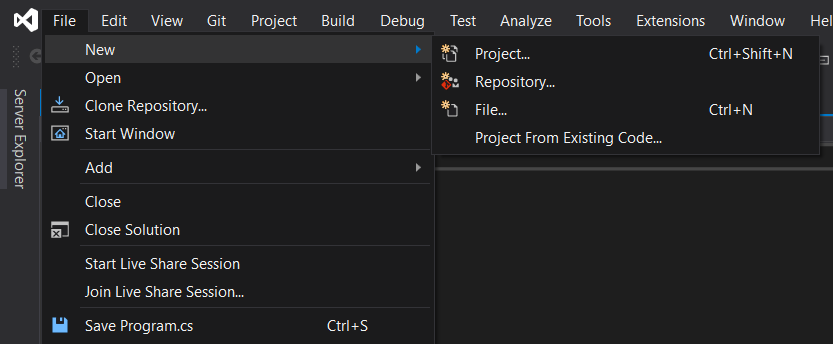 File Edit View Git Project Build Debug Test Analyze Tools Extensions Window Hel
New
Project... Ctrl+Shift+N
Open
Repository...
Clone Repository...
File... Ctrl+N
Start Window
Project From Existing Code...
Server Explorer
Add
Close
Close Solution
Start Live Share Session
Join Live Share Session...
Save Program.cs Ctrl+S